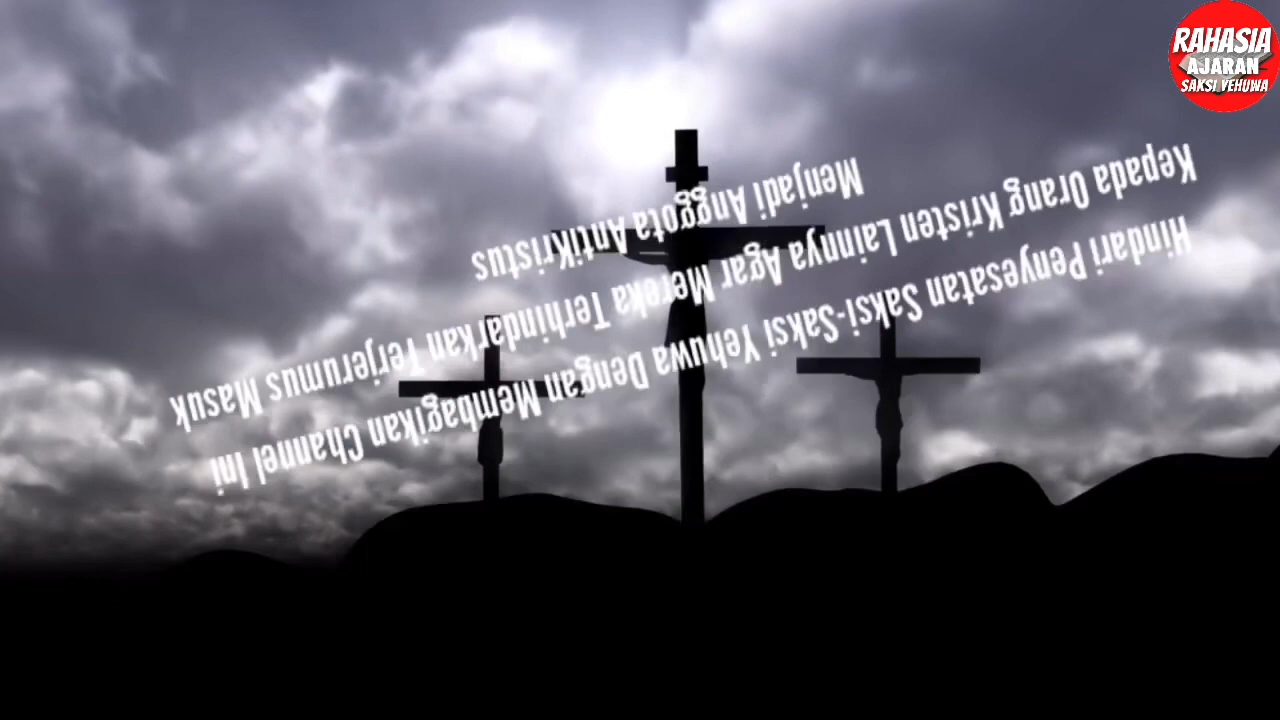 RAHASIA
AJARAN
SAKSI YEHUWA
Hindari Penyesatan Saksi-Saksi Yehuwa Dengan Membagikan Channel Ini
Kepada Orang Kristen Lainnya Agar Mereka Terhindarkan Terjerumus Masuk
Menjadi Anggota AntiKristus